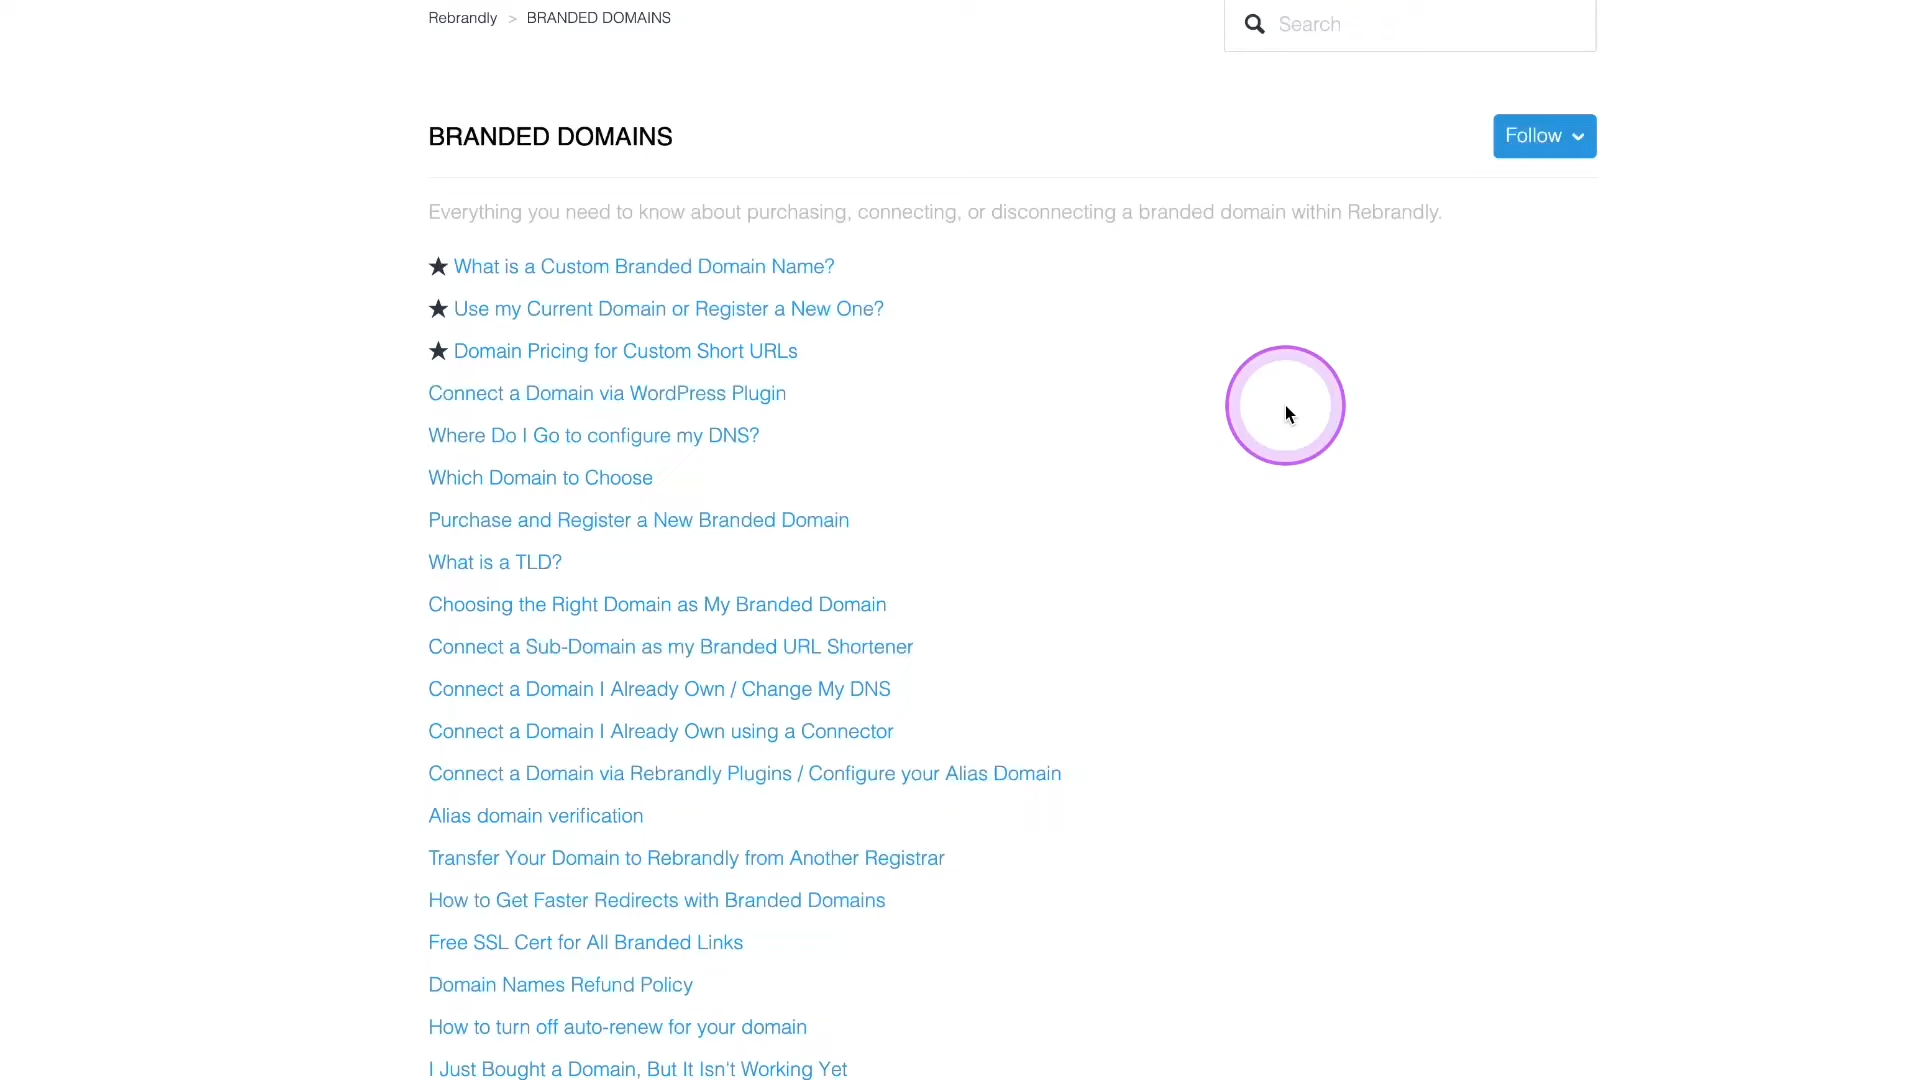 Rebrandly > BRANDED DOMAINS
Search
BRANDED DOMAINS
Follow
Everything you need to know about purchasing, connecting, or disconnecting a branded domain within Rebrandly.
★ What is a Custom Branded Domain Name?
★ Use my Current Domain or Register a New One?
★ Domain Pricing for Custom Short URLs
Connect a Domain via WordPress Plugin
Where Do I Go to configure my DNS?
Which Domain to Choose
Purchase and Register a New Branded Domain
What is a TLD?
Choosing the Right Domain as My Branded Domain
Connect a Sub-Domain as my Branded URL Shortener
Connect a Domain I Already Own / Change My DNS
Connect a Domain I Already Own using a Connector
Connect a Domain via Rebrandly Plugins / Configure your Alias Domain
Alias domain verification
Transfer Your Domain to Rebrandly from Another Registrar
How to Get Faster Redirects with Branded Domains
Free SSL Cert for All Branded Links
Domain Names Refund Policy
How to turn off auto-renew for your domain
I Just Bought a Domain, But It Isn't Working Yet